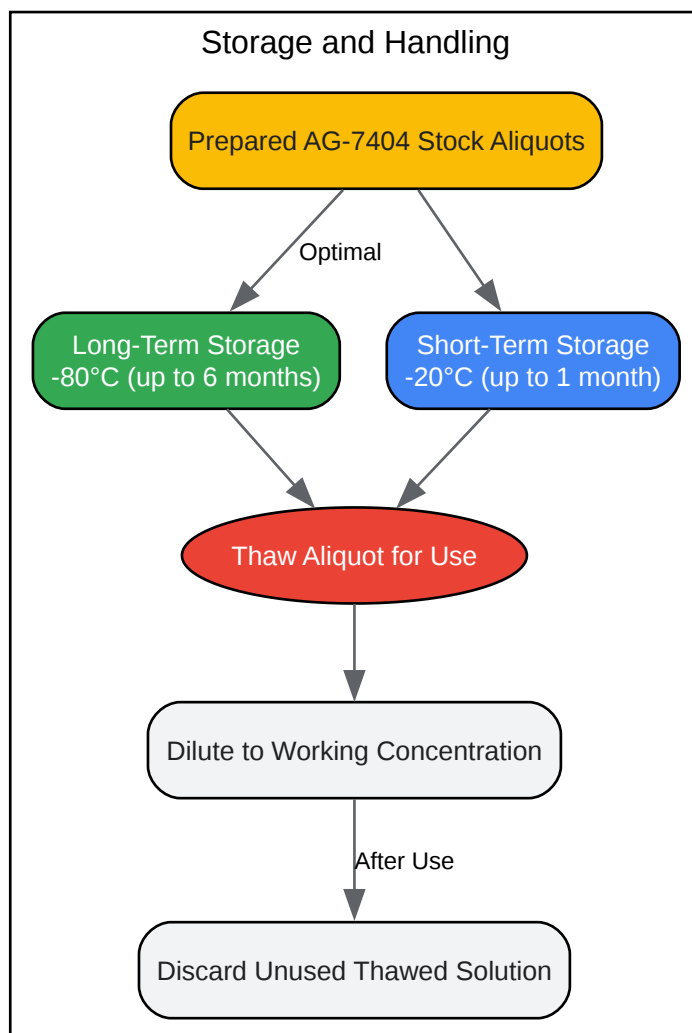 Storage and Handling
Prepared AG-7404 Stock Aliquots
Optimal
Long-Term Storage
-80°C (up to 6 months)
Short-Term Storage
-20°C (up to 1 month)
Thaw Aliquot for Use
Dilute to Working Concentration
After Use
Discard Unused Thawed Solution